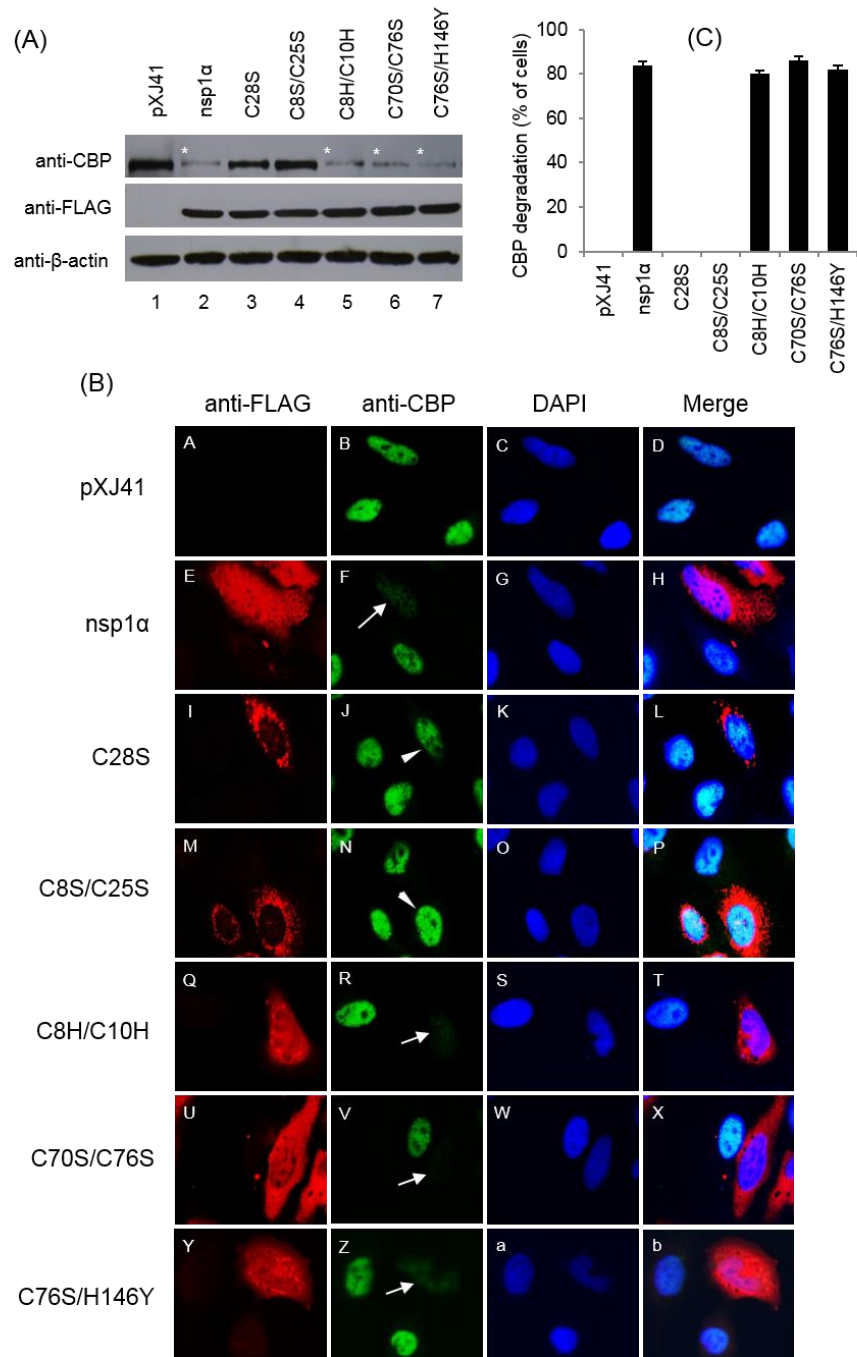 (A)
pXJ41
nsp1α
C28S
C8S/C25S
C8H/C10H
C70S/C76S
C76S/H146Y
anti-CBP
* * * *
anti-FLAG
anti-β-actin
1 2 3 4 5 6 7
(C)
CBP degradation (% of cells)
100
80
60
40
20
0
pXJ41
nsp1α
C28S
C8S/C25S
C8H/C10H
C70S/C76S
C76S/H146Y
(B)
anti-FLAG anti-CBP DAPI Merge
pXJ41
A B C D
nsp1α
E F G H
C28S
I J K L
C8S/C25S
M N O P
C8H/C10H
Q R S T
C70S/C76S
U V W X
C76S/H146Y
Y Z a b